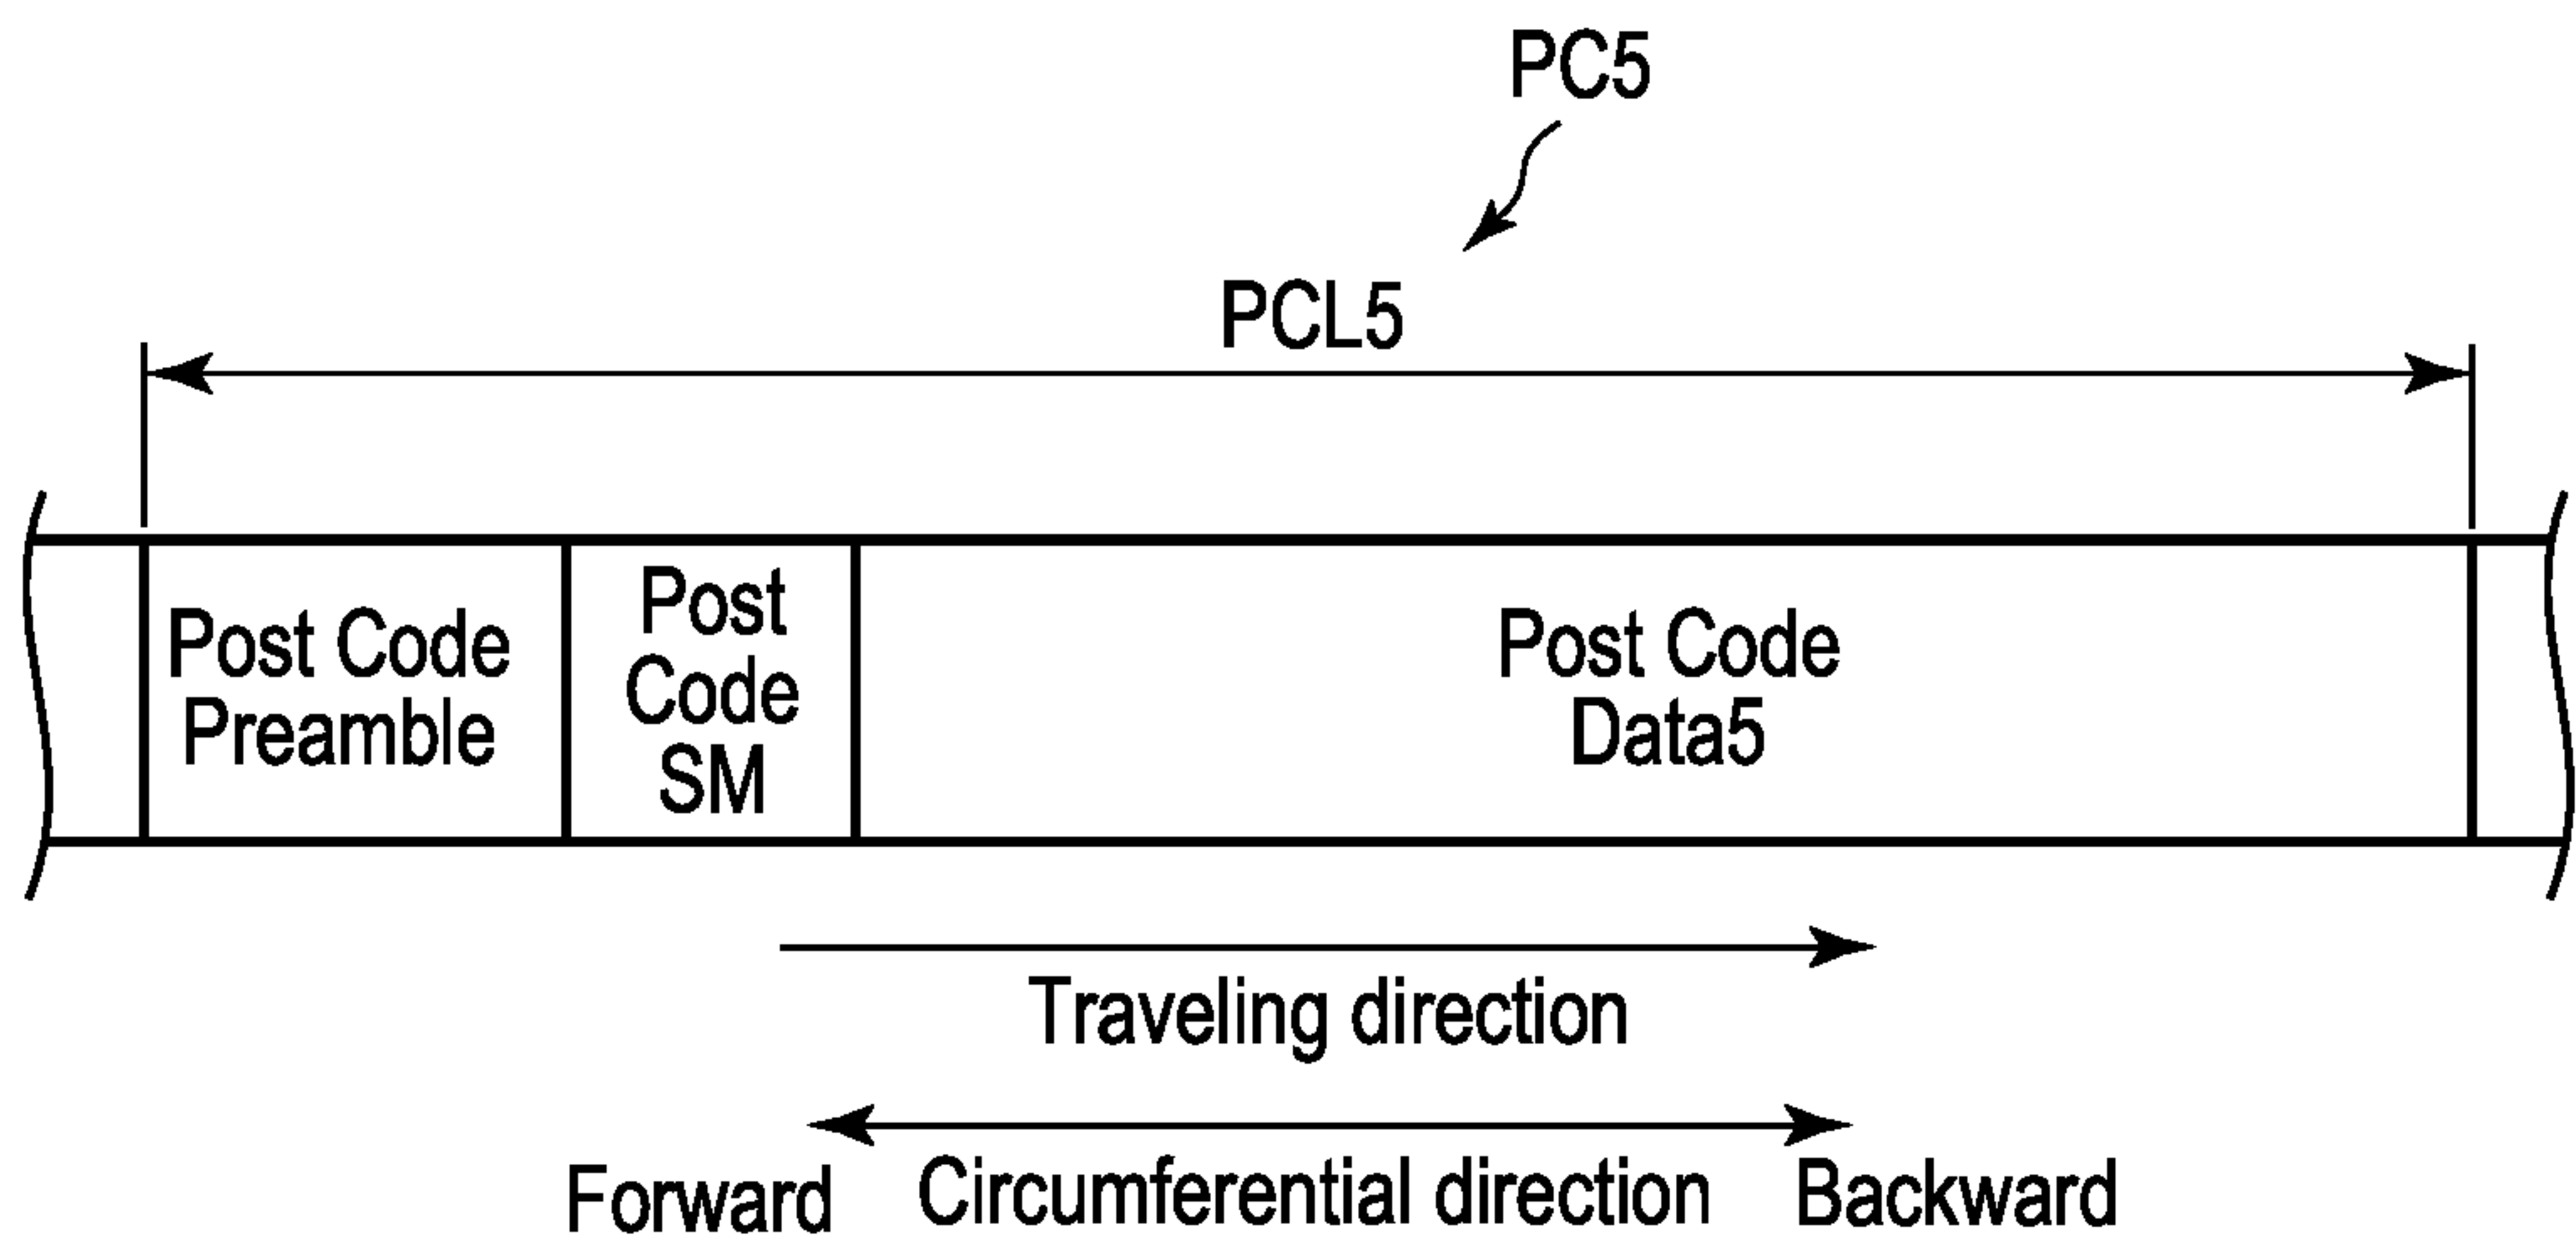 PC5
PCL5
Post Code
Preamble
Post
Code
SM
Post Code
Data5
Traveling direction
Forward
Circumferential direction
Backward